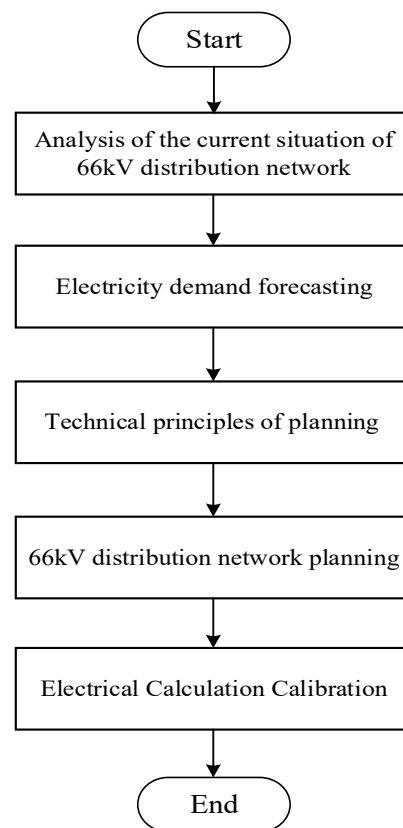 Start
Analysis of the current situation of
66kV distribution network
Electricity demand forecasting
Technical principles of planning
66kV distribution network planning
Electrical Calculation Calibration
End